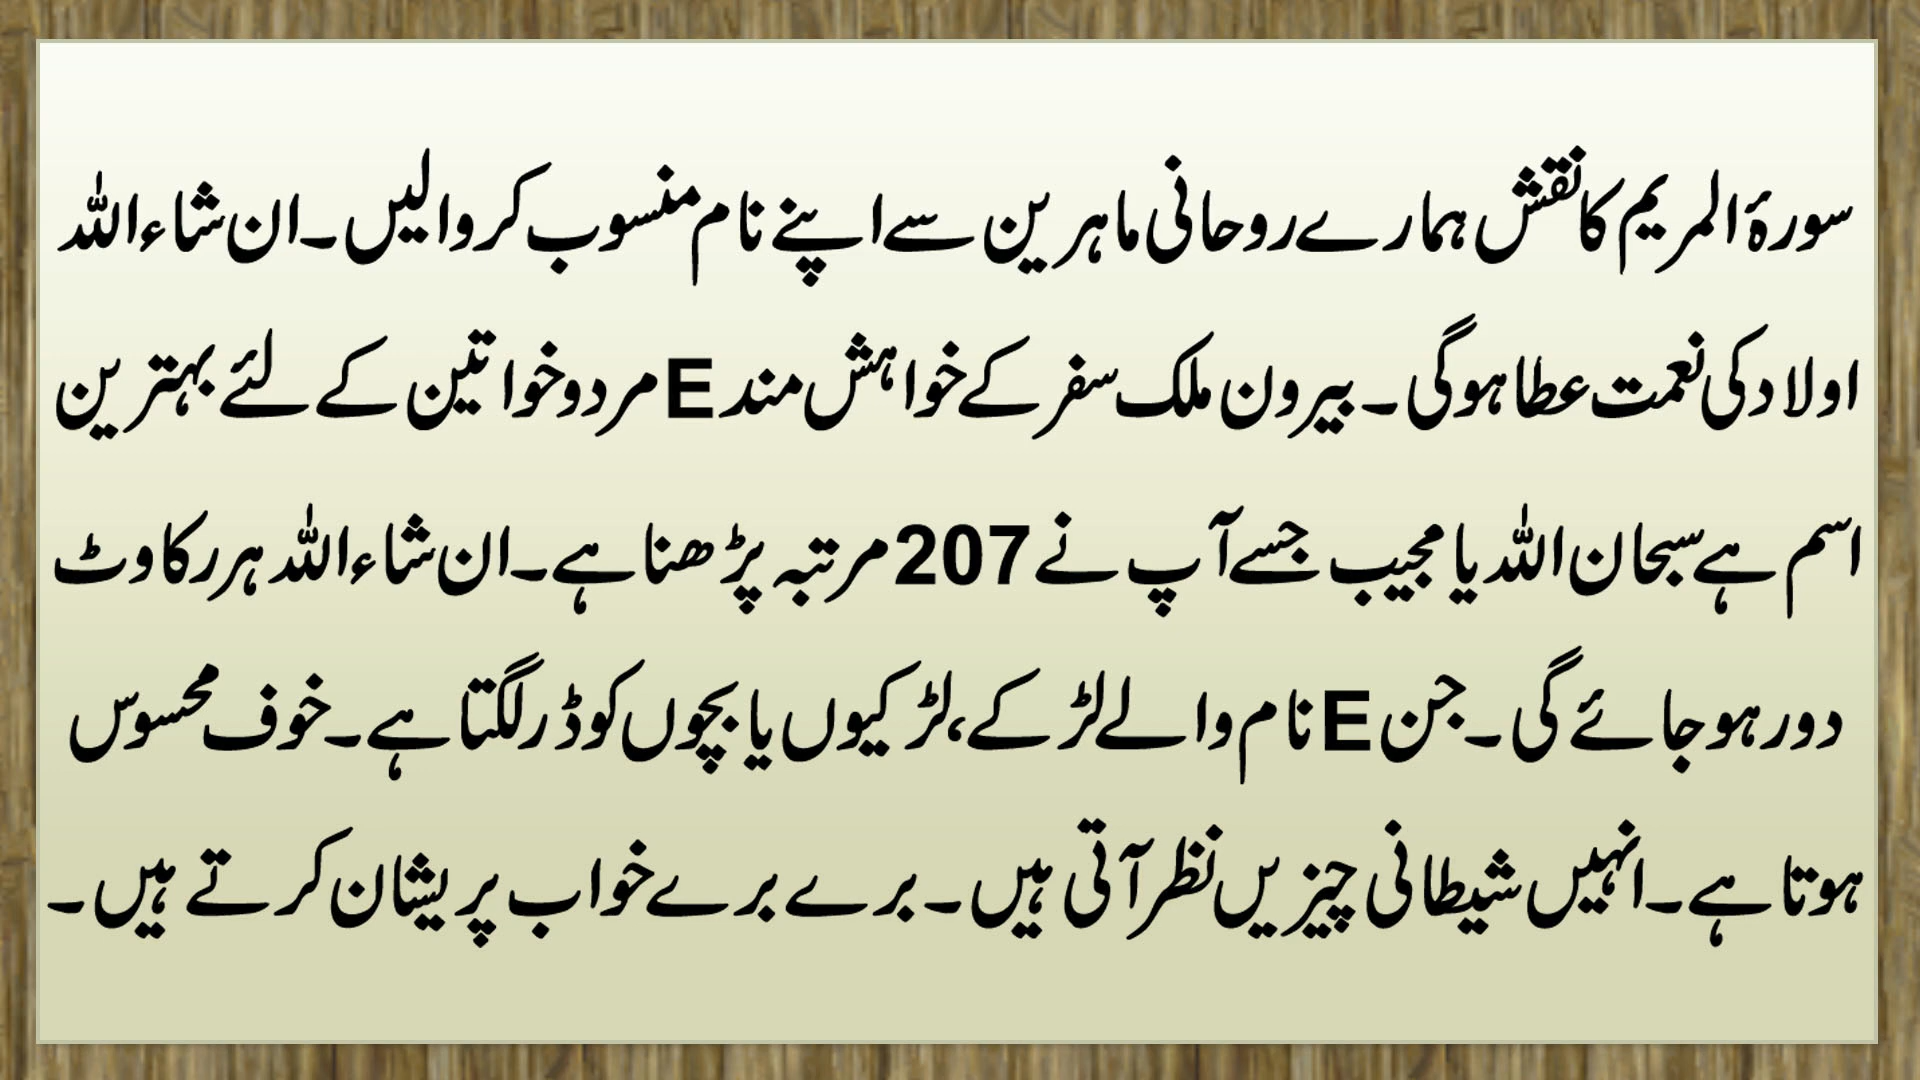 سورۂ المریم کا نقش ہمارے روحانی ماہرین سے اپنے نام منسوب کروالیں۔ ان شاء اللہ
اولاد کی نعمت عطا ہوگی۔ بیرون ملک سفر کے خواہش مند E مرد و خواتین کے لئے بہترین
اسم ہے سبحان اللہ یا مجیب جسے آپ نے 207 مرتبہ پڑھنا ہے۔ ان شاء اللہ ہر رکاوٹ
دور ہو جائے گی۔ جن E نام والے لڑکے، لڑکیوں یا بچوں کو ڈر لگتا ہے۔ خوف محسوس
ہوتا ہے۔ انہیں شیطانی چیزیں نظر آتی ہیں۔ برے برے خواب پریشان کرتے ہیں۔